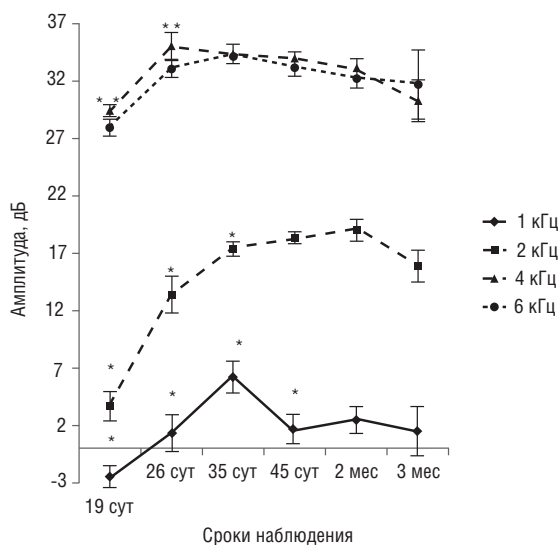 37
32
27
22
17
12
7
2
-3
Амплитуда, дБ
* *
* *
*
*
*
*
*
*
*
19 сут
26 сут
35 сут
45 сут
2 мес
3 мес
Сроки наблюдения
1 кГц
2 кГц
4 кГц
6 кГц